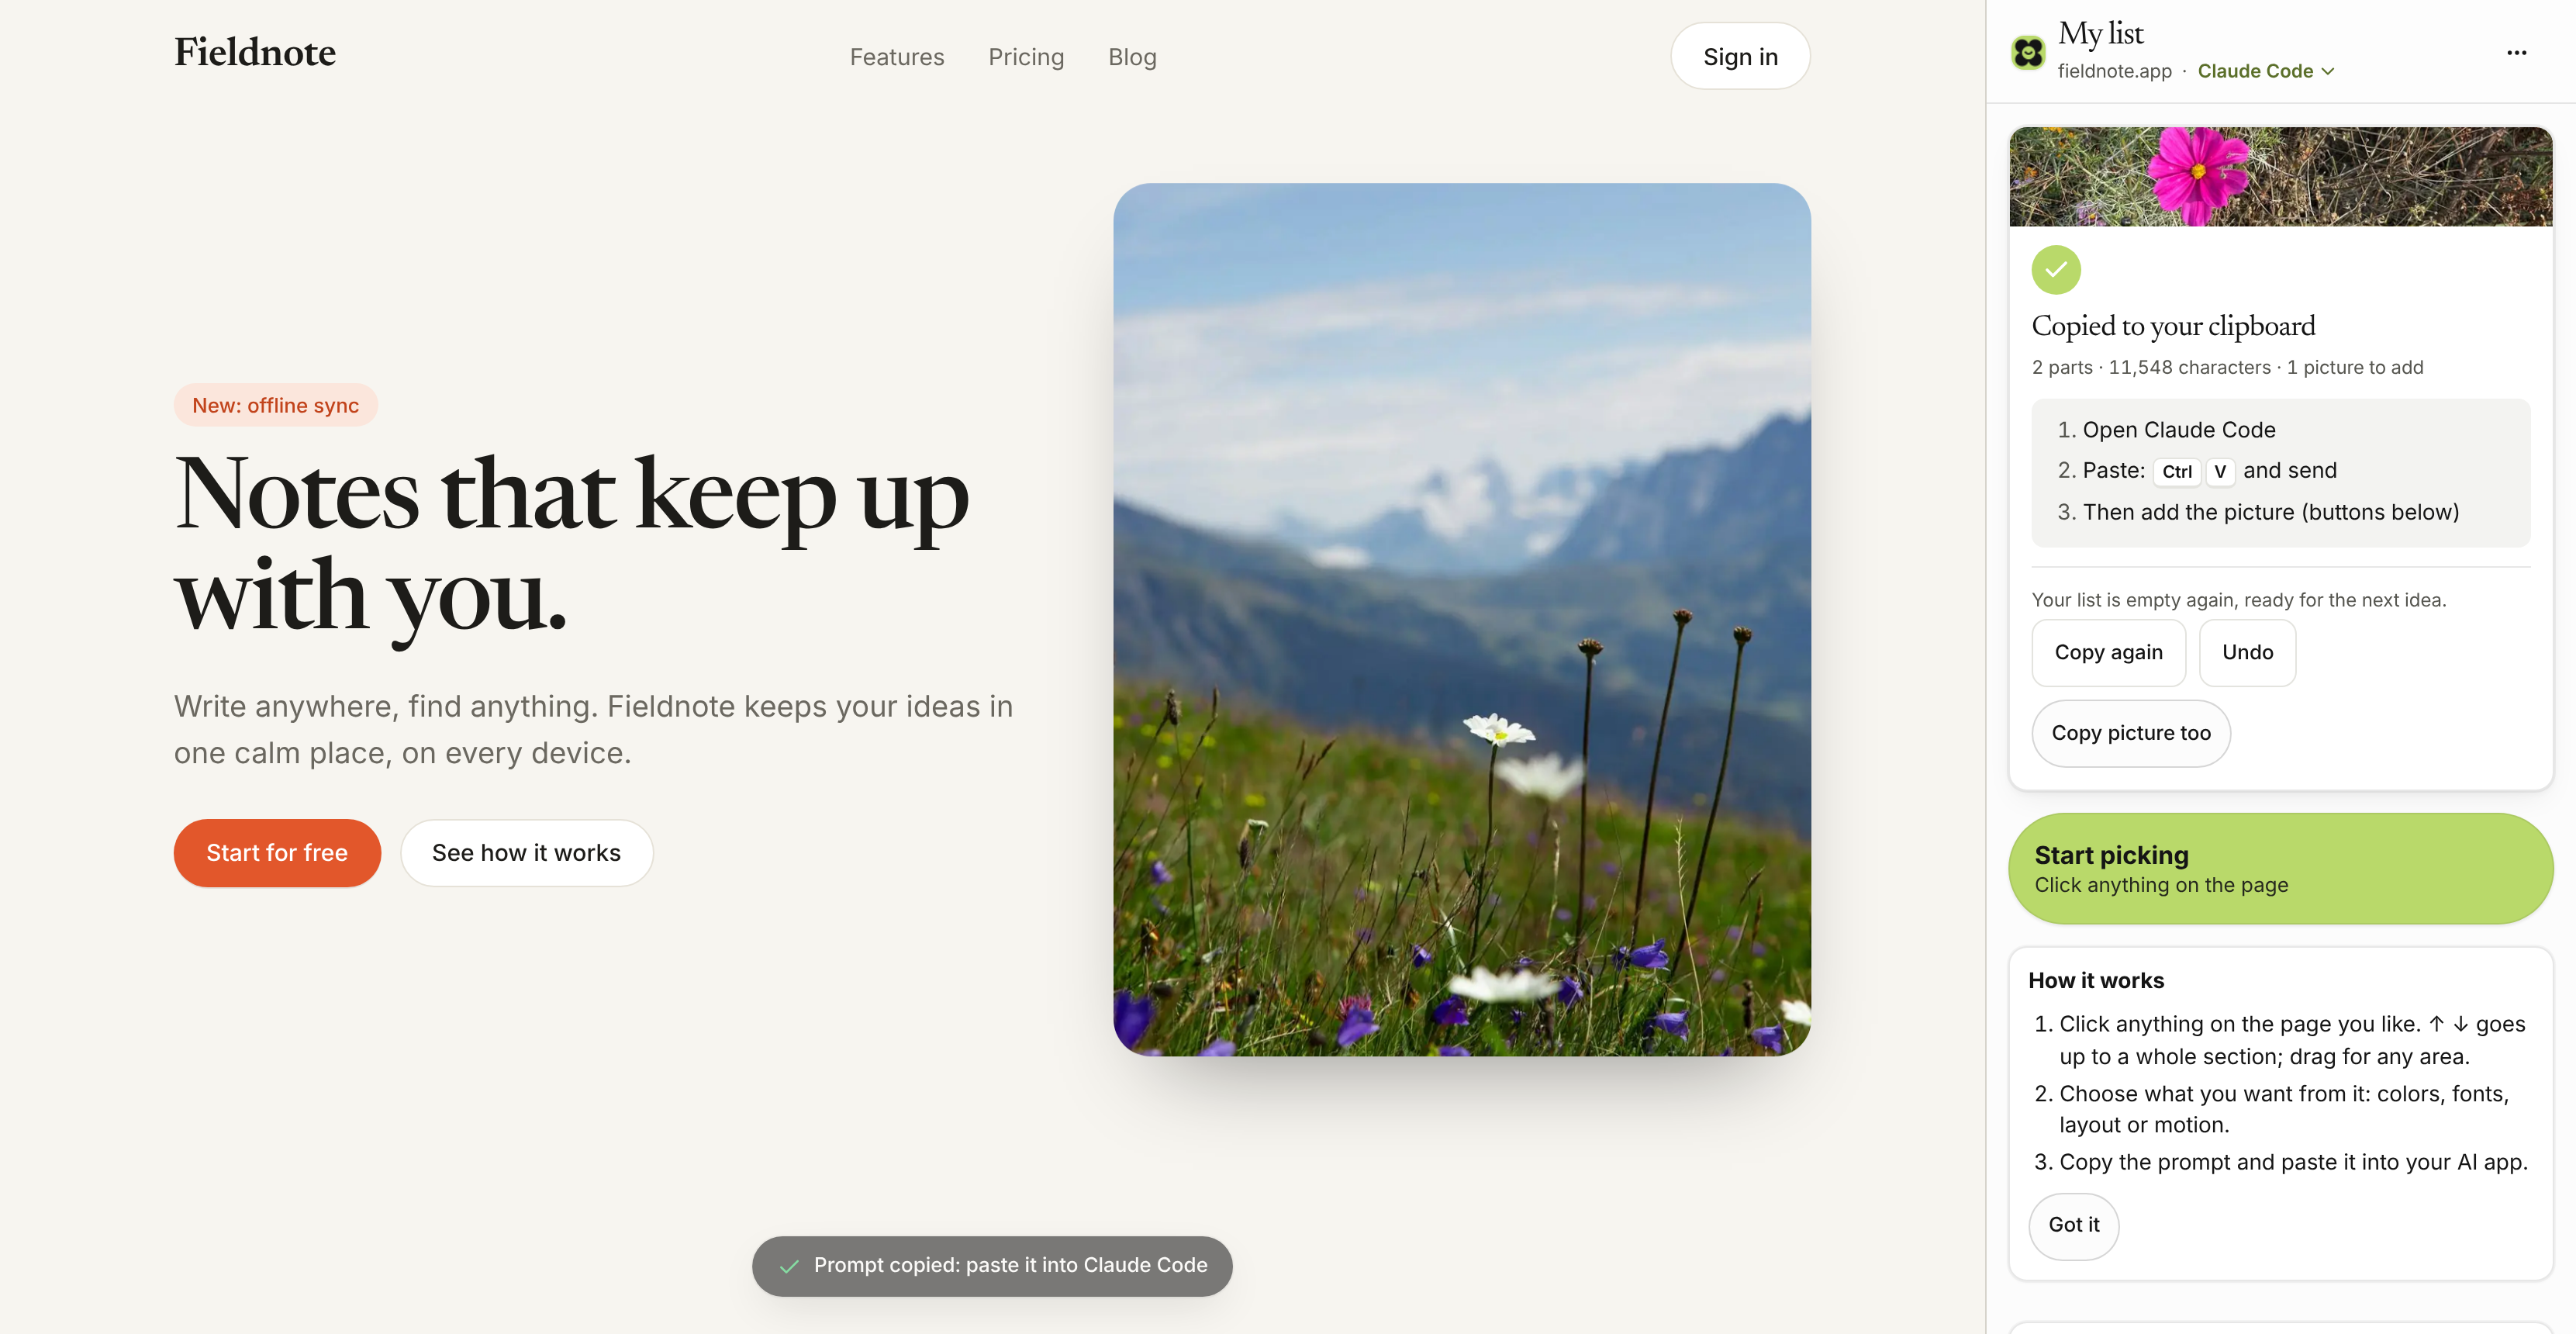 Fieldnote
Features
Pricing
Blog
Sign in
New: offline sync
Notes that keep up
with you.
Write anywhere, find anything. Fieldnote keeps your ideas in
one calm place, on every device.
Start for free
See how it works
Prompt copied: paste it into Claude Code
My list
fieldnote.app · Claude Code
Copied to your clipboard
2 parts · 11,548 characters · 1 picture to add
1. Open Claude Code
2. Paste: Ctrl V and send
3. Then add the picture (buttons below)
Your list is empty again, ready for the next idea.
Copy again
Undo
Copy picture too
Start picking
Click anything on the page
How it works
1. Click anything on the page you like. ↑ ↓ goes
up to a whole section; drag for any area.
2. Choose what you want from it: colors, fonts,
layout or motion.
3. Copy the prompt and paste it into your AI app.
Got it